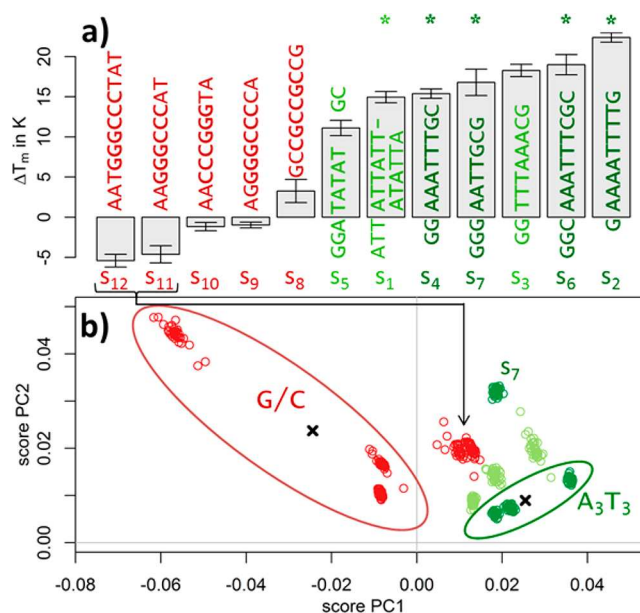 a)
* * * * *
ΔTₘ in K
20
15
10
5
0
-5
AATGGGCCCTAT
AAGGGCCCAT
AACCCGGGTA
AGGGGCCCCA
GCCGCCGCCG
GGA TATATAT GC
ATT ATTATT-
ATATTA
GG AAATTTGC
GGG AATTGCG
GG TTTAAACG
GGC AAATTTCGC
G AAAATTTTG
S₁₂ S₁₁ S₁₀ S₉ S₈ S₅ S₁ S₄ S₇ S₃ S₆ S₂
b)
score PC2
0.04
0.02
0.00
G/C
S₇
A₃T₃
-0.08 -0.06 -0.04 -0.02 0.00 0.02 0.04
score PC1